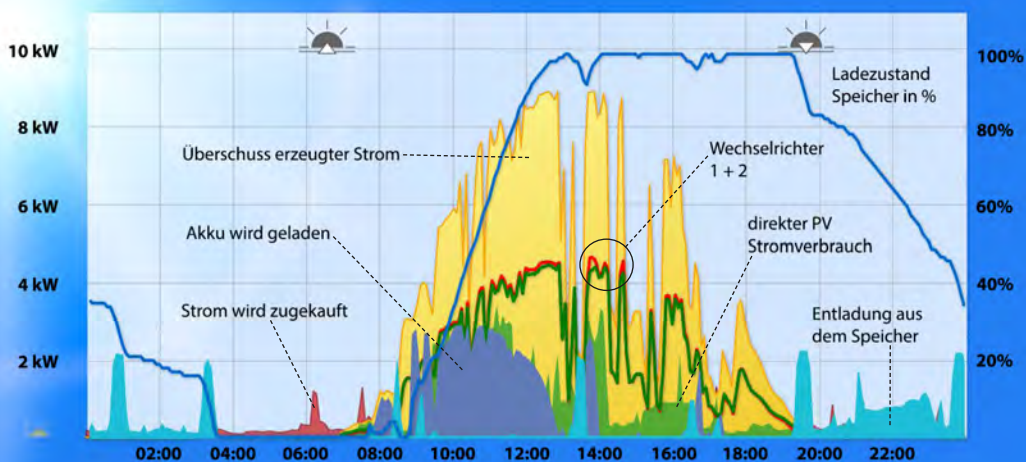 10 kW
100%
Ladezustand
Speicher in %
8 kW
80%
Überschuss erzeugter Strom
Wechselrichter
1 + 2
6 kW
60%
Akku wird geladen
direkter PV
Stromverbrauch
4 kW
40%
Strom wird zugekauft
Entladung aus
dem Speicher
2 kW
20%
02:00 04:00 06:00 08:00 10:00 12:00 14:00 16:00 18:00 20:00 22:00